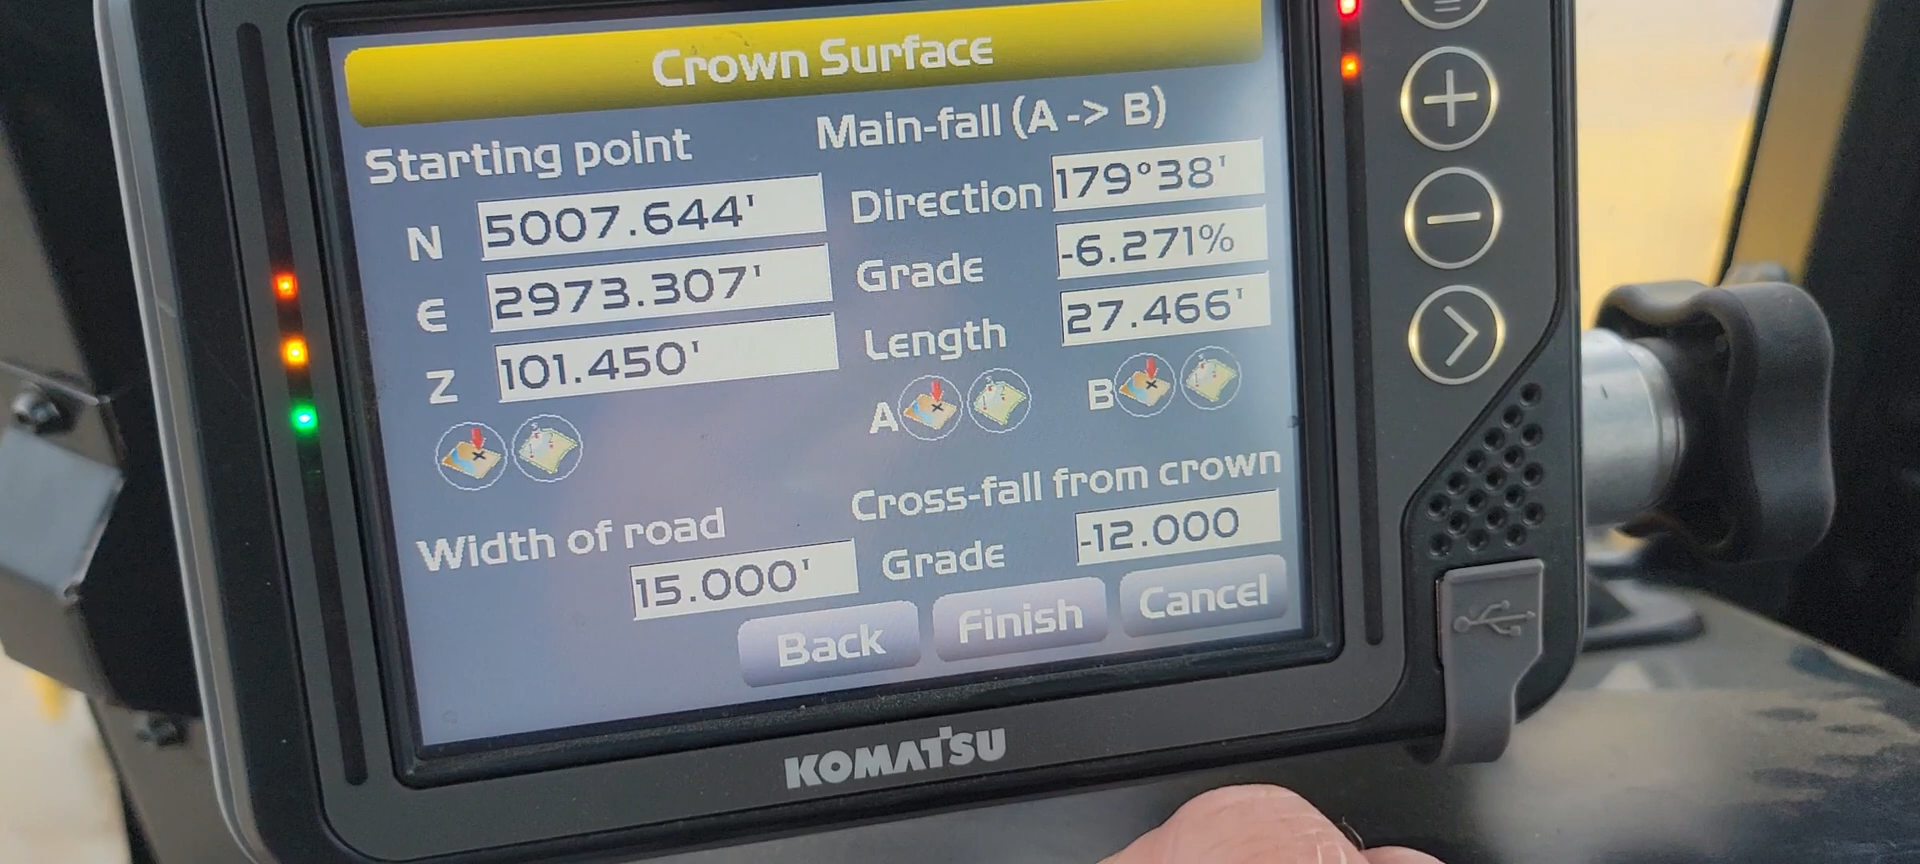 Crown Surface
Starting point
Main-fall (A -> B)
N 5007.644'
Direction 179°38'
E 2973.307'
Grade -6.271%
Z 101.450'
Length 27.466'
A B
Width of road
Cross-fall from crown
15.000'
Grade -12.000
Back Finish Cancel
KOMATSU